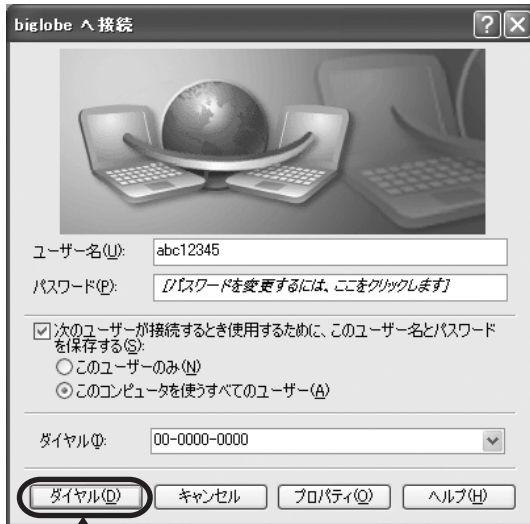 biglobe へ接続
ユーザー名(U):
abc12345
パスワード(P):
[パスワードを変更するには、ここをクリックします]
次のユーザーが接続するとき使用するために、このユーザー名とパスワード
を保存する(S):
このユーザーのみ(N)
このコンピュータを使うすべてのユーザー(A)
ダイヤル(I):
00-0000-0000
ダイヤル(D) キャンセル プロパティ(O) ヘルプ(H)